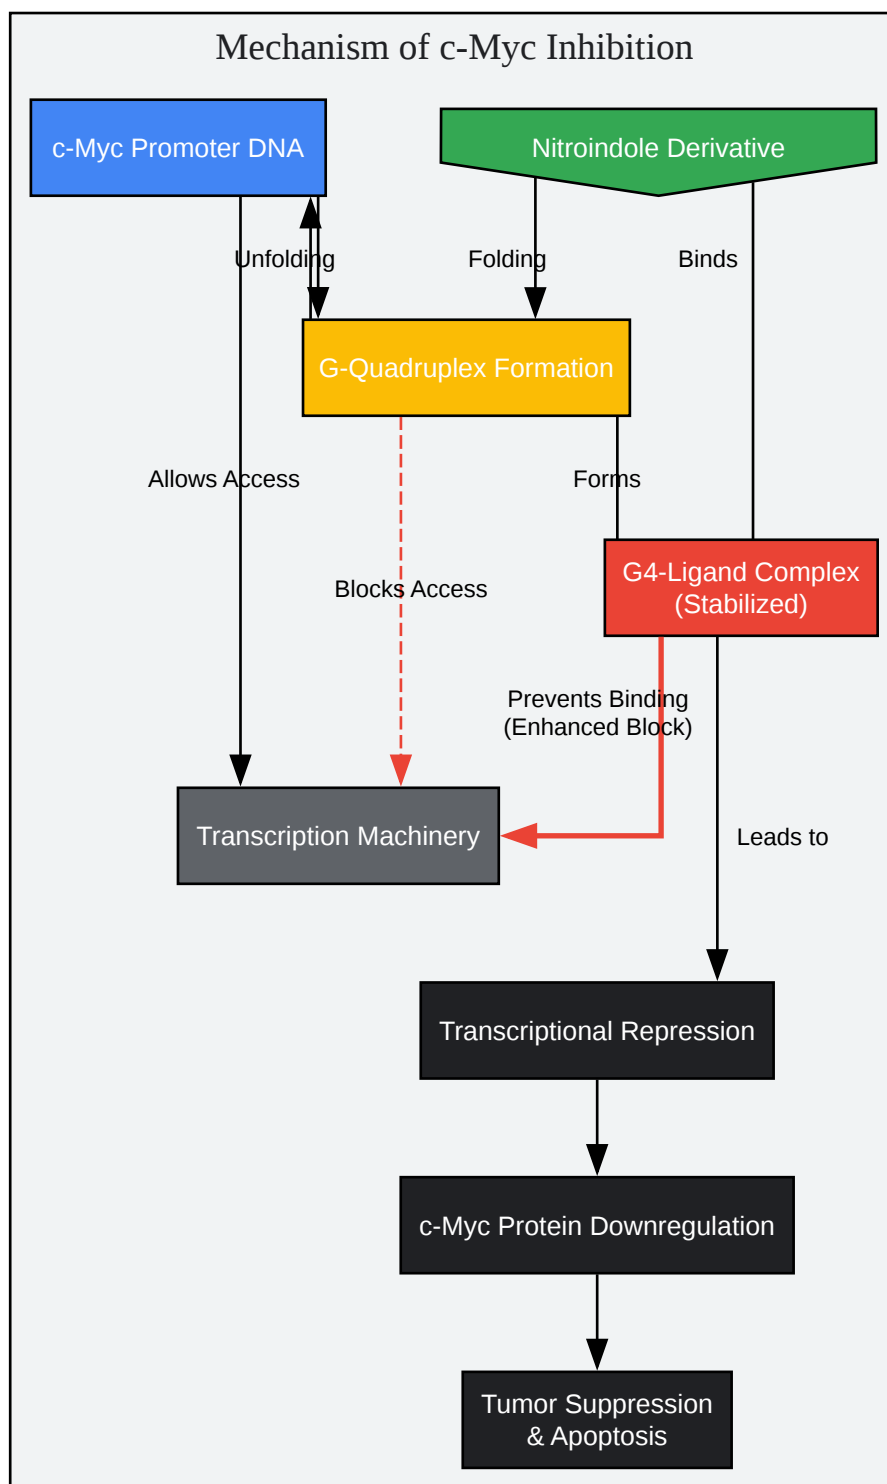 Mechanism of c-Myc Inhibition
c-Myc Promoter DNA
Nitroindole Derivative
Unfolding
Folding
Binds
G-Quadruplex Formation
Allows Access
Forms
Blocks Access
G4-Ligand Complex
(Stabilized)
Prevents Binding
(Enhanced Block)
Transcription Machinery
Leads to
Transcriptional Repression
c-Myc Protein Downregulation
Tumor Suppression
& Apoptosis